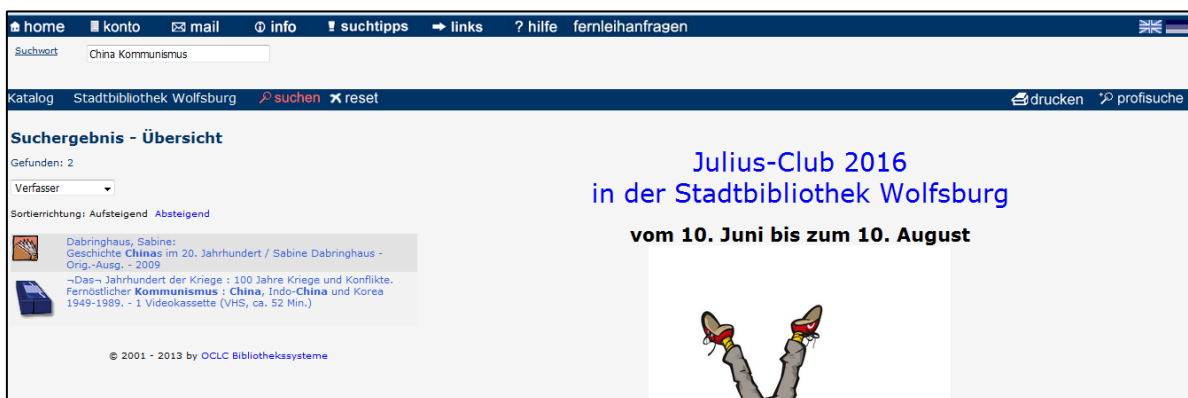 home konto mail info suchtipps links ? hilfe fernleihanfragen
Suchwort China Kommunismus
Katalog Stadtbibliothek Wolfsburg suchen reset drucken profisuche
Suchergebnis - Übersicht
Gefunden: 2
Verfasser
Sortierrichtung: Aufsteigend Absteigend
Dabringhaus, Sabine:
Geschichte Chinas im 20. Jahrhundert / Sabine Dabringhaus -
Orig.-Ausg. - 2009
¬Das¬ Jahrhundert der Kriege : 100 Jahre Kriege und Konflikte.
Fernöstlicher Kommunismus : China, Indo-China und Korea
1949-1989. - 1 Videokassette (VHS, ca. 52 Min.)
© 2001 - 2013 by OCLC Bibliothekssysteme
Julius-Club 2016
in der Stadtbibliothek Wolfsburg
vom 10. Juni bis zum 10. August